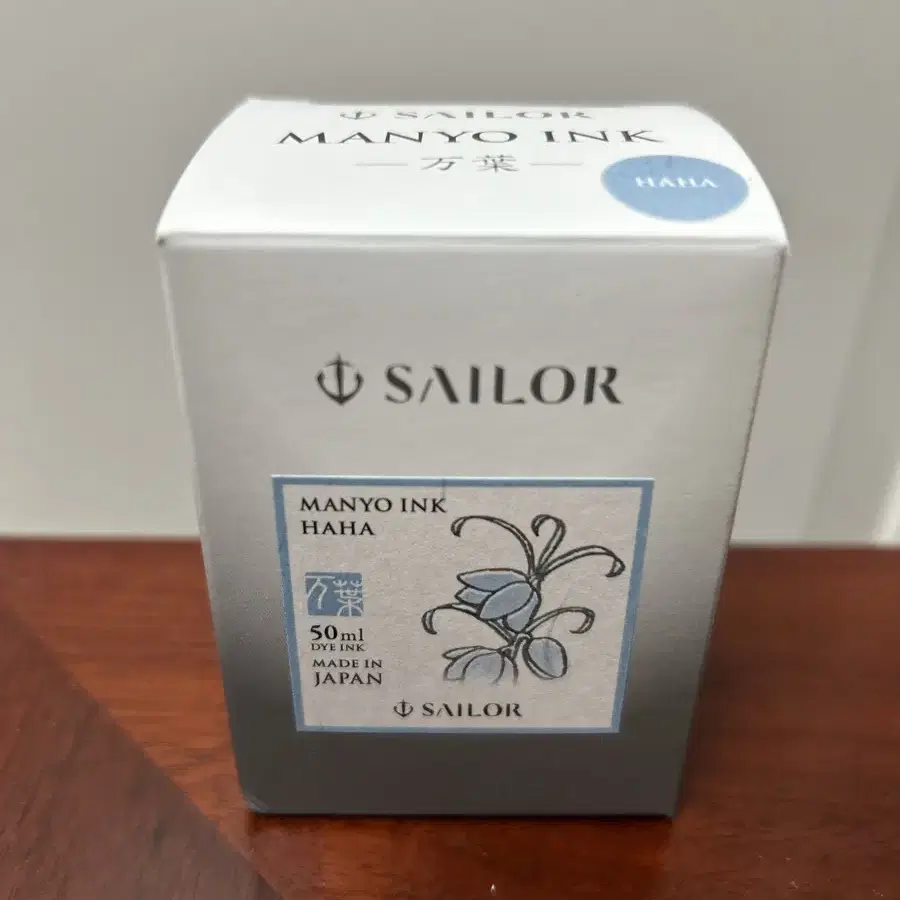 SAILOR
MANYO INK
万葉
HAHA
SAILOR
MANYO INK
HAHA
万葉
50ml
DYE INK
MADE IN
JAPAN
SAILOR